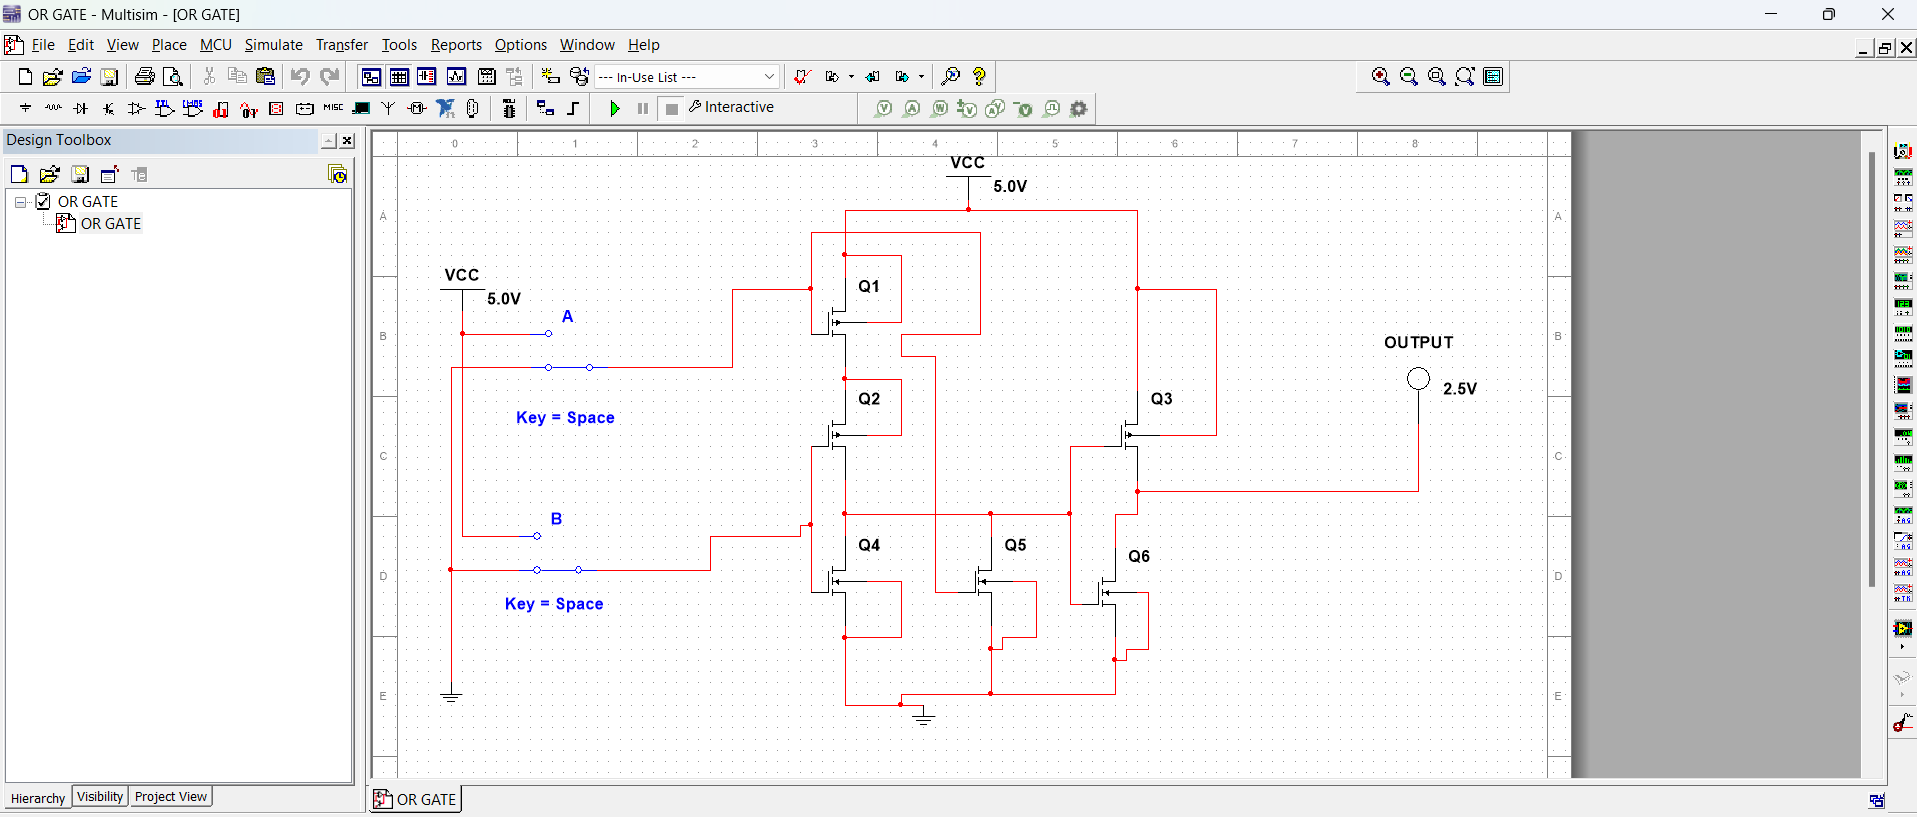 OR GATE - Multisim - [OR GATE]
File Edit View Place MCU Simulate Transfer Tools Reports Options Window Help
--- In-Use List ---
MISC
Interactive
Design Toolbox
OR GATE
OR GATE
0 1 2 3 4 5 6 7 8
VCC
5.0V
A A
VCC
5.0V
Q1
A
B B
OUTPUT
2.5V
Q2
Q3
Key = Space
C C
B
Q4
Q5
Q6
D D
Key = Space
E E
Hierarchy Visibility Project View
OR GATE